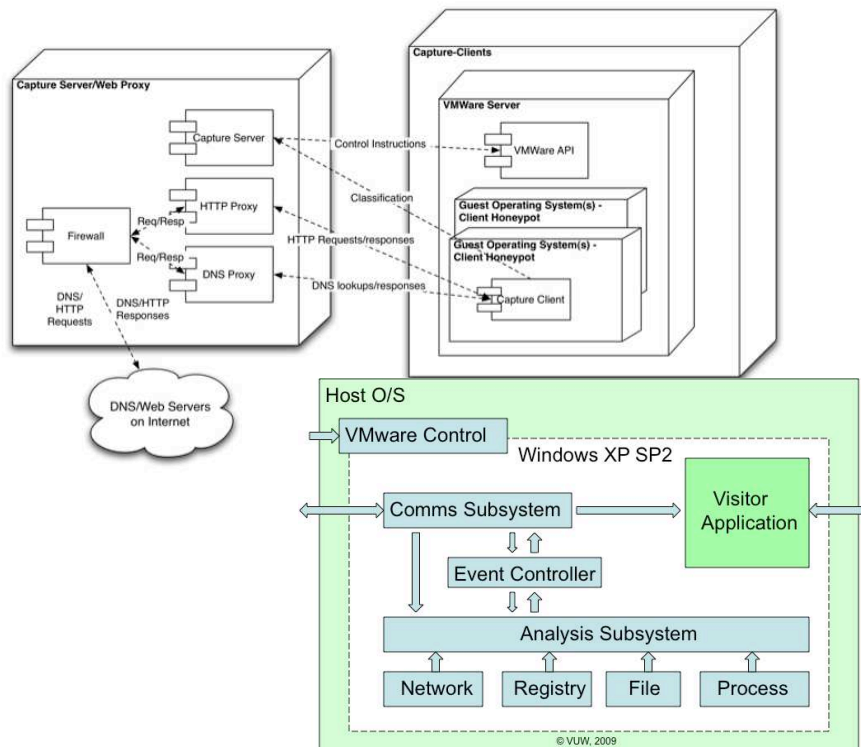 Capture-Clients
Capture Server/Web Proxy
VMWare Server
Capture Server
Control Instructions
VMWare API
Classification
HTTP Proxy
Guest Operating System(s) -
Client Honeypot
Req/Resp
Firewall
HTTP Requests/responses
Guest Operating System(s) -
Client Honeypot
Req/Resp
DNS Proxy
DNS lookups/responses
Capture Client
DNS/
HTTP
Requests
DNS/HTTP
Responses
DNS/Web Servers
on Internet
Host O/S
VMware Control
Windows XP SP2
Comms Subsystem
Visitor
Application
Event Controller
Analysis Subsystem
Network
Registry
File
Process
© VUW, 2009